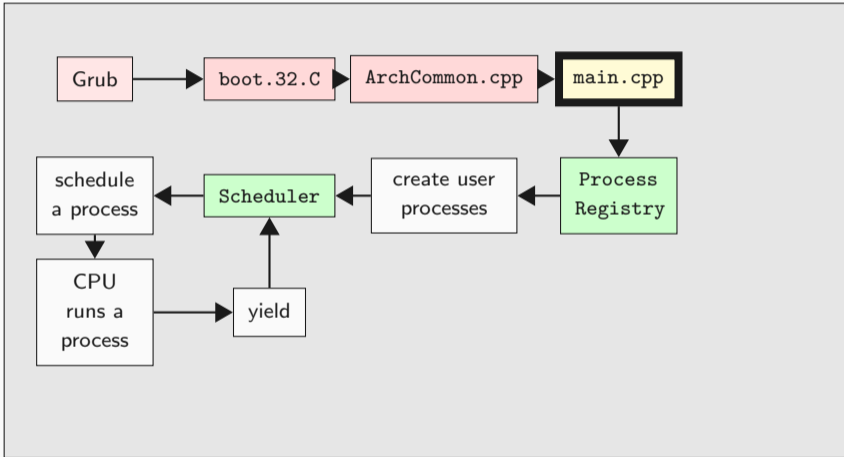 Grub
boot.32.C
ArchCommon.cpp
main.cpp
Process
Registry
create user
processes
Scheduler
schedule
a process
CPU
runs a
process
yield